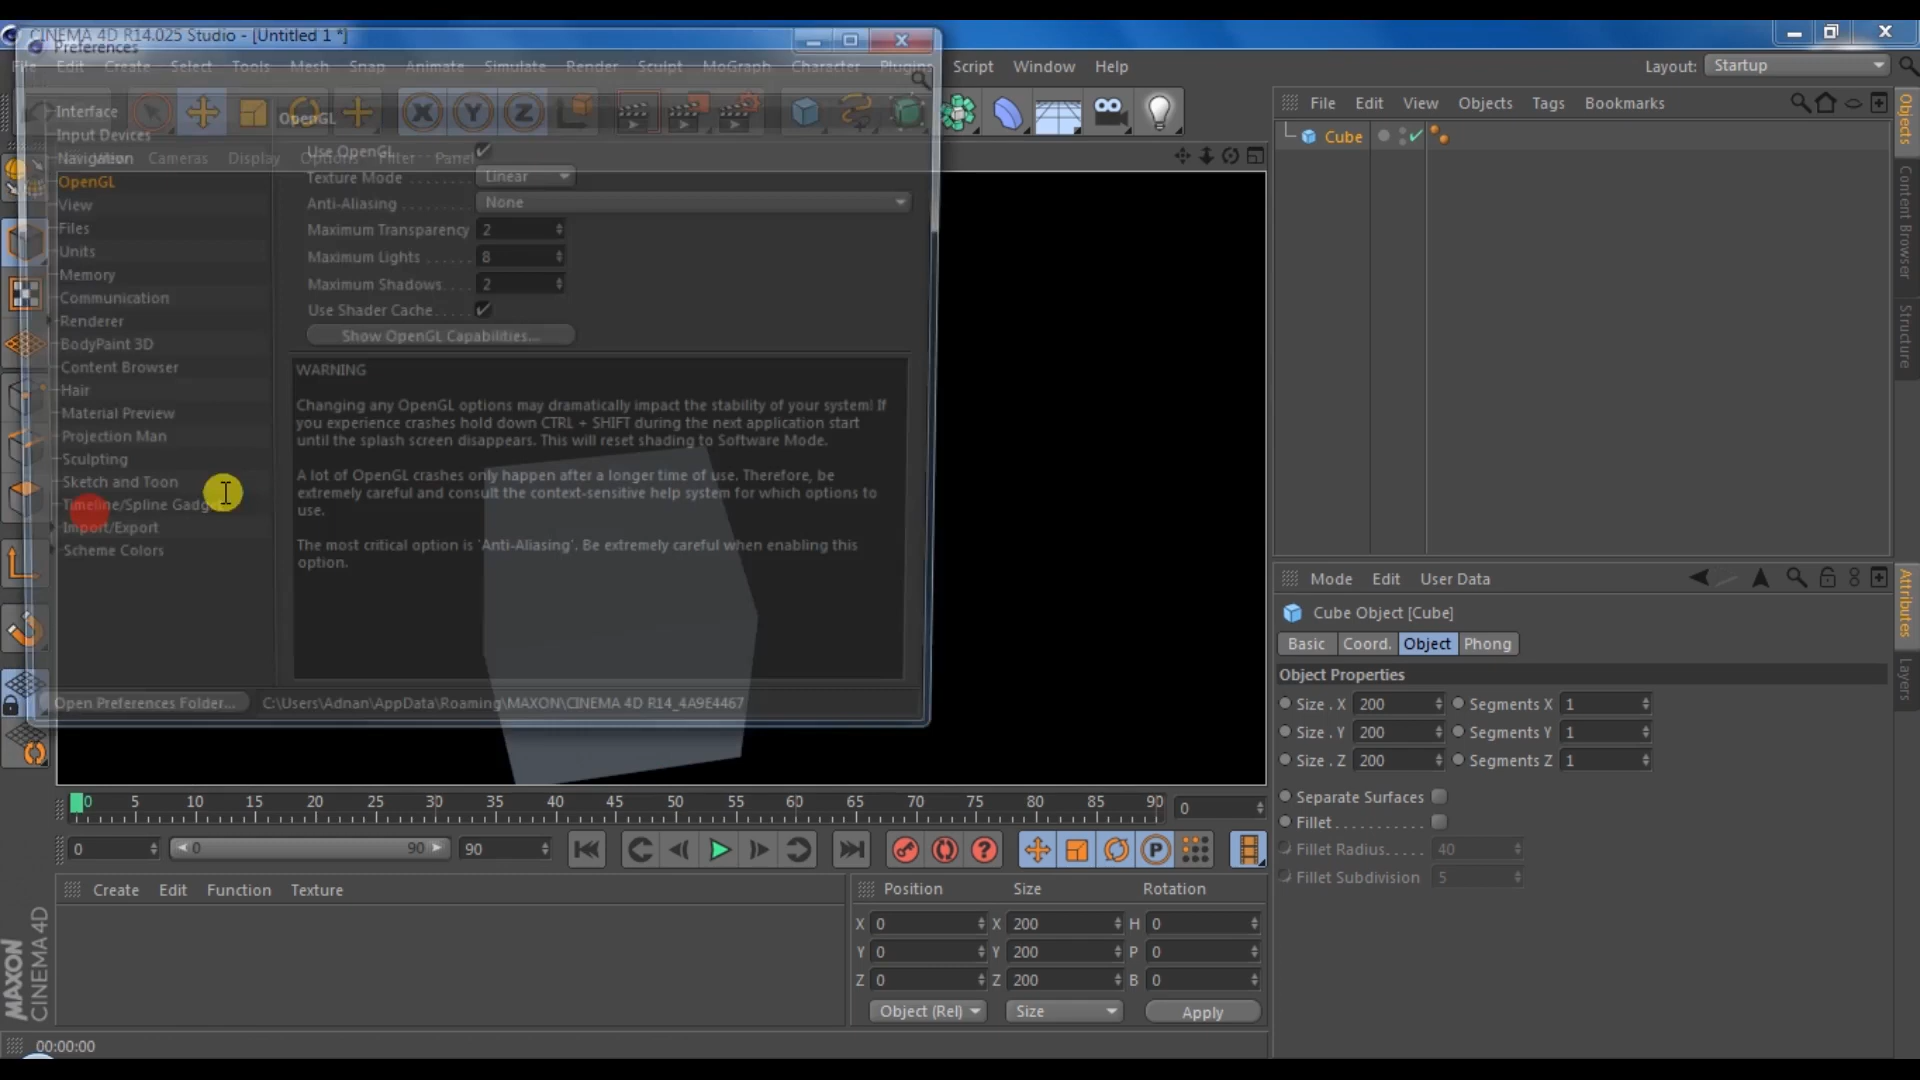 CINEMA 4D R14.025 Studio - [Untitled 1 *]
Preferences
File Edit Create Select Tools Mesh Snap Animate Simulate Render Sculpt MoGraph Character Plugins Script Window Help
Layout: Startup
Interface
Input Devices
Navigation
OpenGL
View
Files
Units
Memory
Communication
Renderer
BodyPaint 3D
Content Browser
Hair
Material Preview
Projection Man
Sculpting
Sketch and Toon
Timeline/Spline Gadg
Import/Export
Scheme Colors
Cameras Display Options Filter Panel
OpenGL
Use OpenGL
Texture Mode Linear
Anti-Aliasing None
Maximum Transparency 2
Maximum Lights 8
Maximum Shadows 2
Use Shader Cache
Show OpenGL Capabilities...
WARNING
Changing any OpenGL options may dramatically impact the stability of your system! If
you experience crashes hold down CTRL + SHIFT during the next application start
until the splash screen disappears. This will reset shading to Software Mode.
A lot of OpenGL crashes only happen after a longer time of use. Therefore, be
extremely careful and consult the context-sensitive help system for which options to
use.
The most critical option is 'Anti-Aliasing'. Be extremely careful when enabling this
option.
Open Preferences Folder...
C:\Users\Adnan\AppData\Roaming\MAXON\CINEMA 4D R14_4A9E4467
X Y Z
File Edit View Objects Tags Bookmarks
Cube
Objects
Content Browser
Structure
Mode Edit User Data
Cube Object [Cube]
Basic Coord. Object Phong
Object Properties
Size . X 200 Segments X 1
Size . Y 200 Segments Y 1
Size . Z 200 Segments Z 1
Separate Surfaces
Fillet
Fillet Radius 40
Fillet Subdivision 5
Attributes
Layers
0 5 10 15 20 25 30 35 40 45 50 55 60 65 70 75 80 85 90 0
0 0 90 90
P
Create Edit Function Texture
Position Size Rotation
X 0 X 200 H 0
Y 0 Y 200 P 0
Z 0 Z 200 B 0
Object (Rel) Size Apply
MAXON
CINEMA 4D
00:00:00